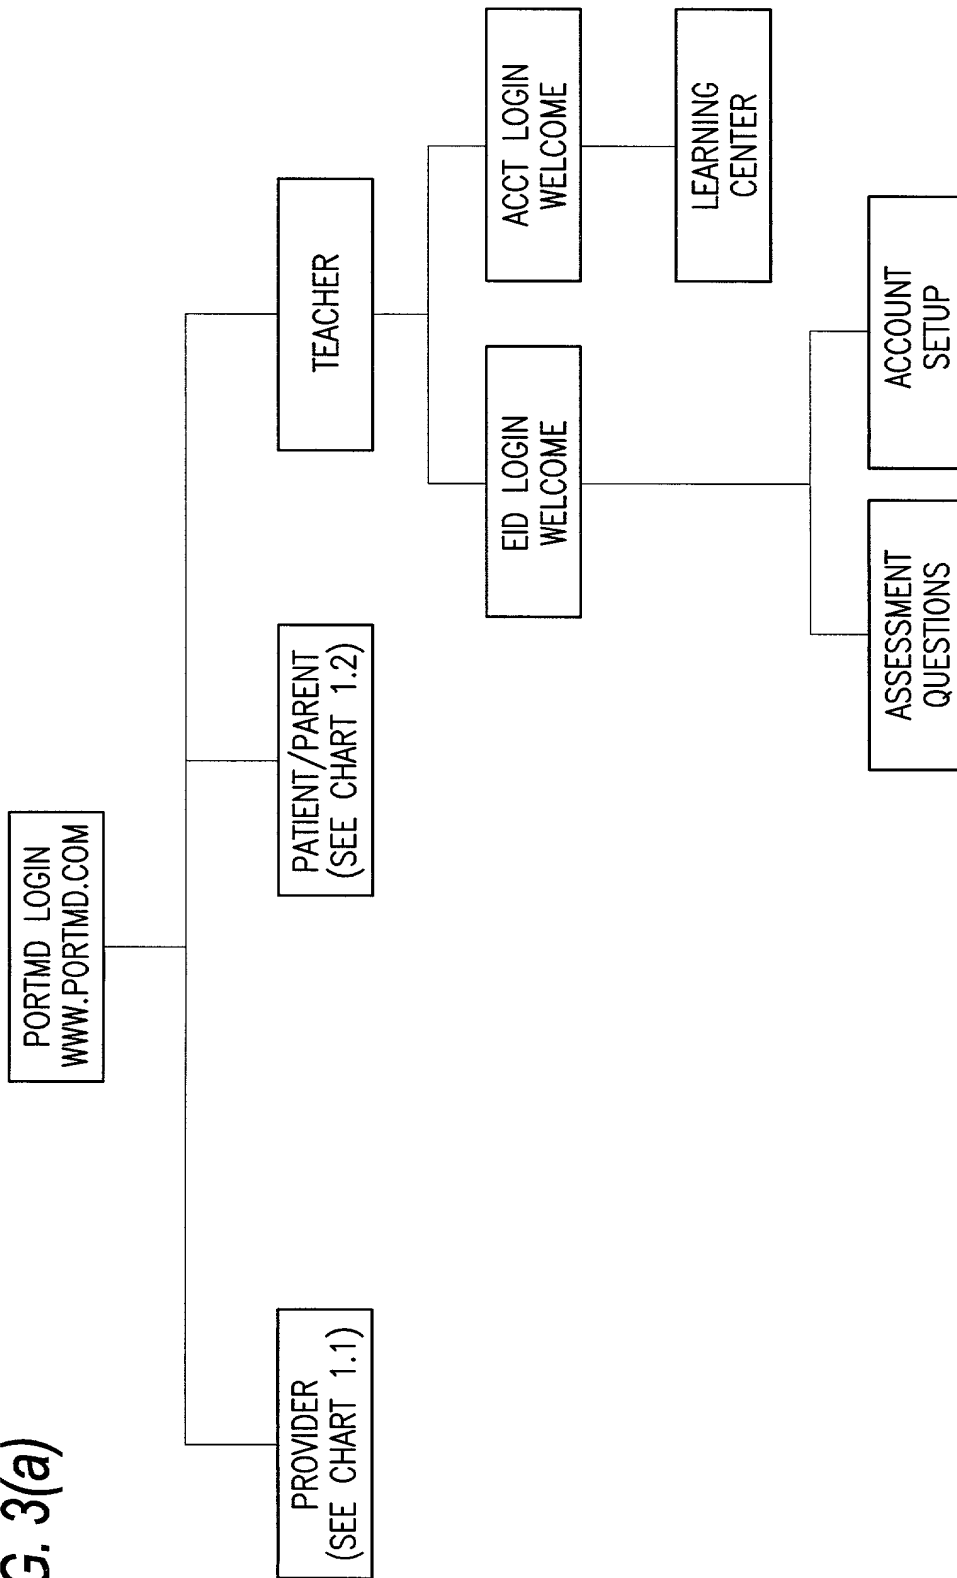 G. 3(a)
PORTMD LOGIN
WWW.PORTMD.COM
PROVIDER
(SEE CHART 1.1)
PATIENT/PARENT
(SEE CHART 1.2)
TEACHER
EID LOGIN
WELCOME
ACCT LOGIN
WELCOME
LEARNING
CENTER
ASSESSMENT
QUESTIONS
ACCOUNT
SETUP